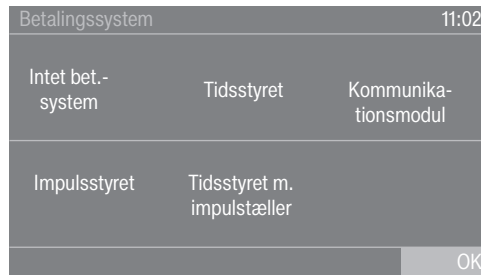 Betalingssystem 11:02
Intet bet.-
system
Tidsstyret
Kommunika-
tionsmodul
Impulsstyret
Tidsstyret m.
impulstæller
OK